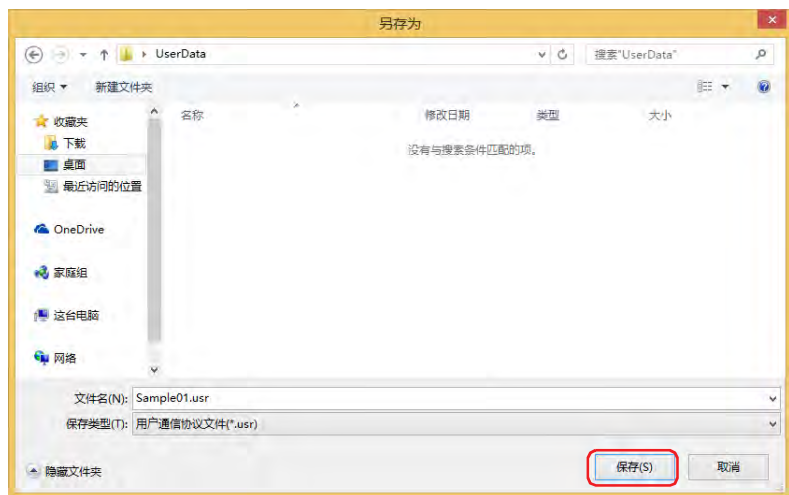 另存为
UserData
搜索"UserData"
组织 新建文件夹
名称 修改日期 类型 大小
没有与搜索条件匹配的项。
收藏夹
下载
桌面
最近访问的位置
OneDrive
家庭组
这台电脑
网络
文件名(N): Sample01.usr
保存类型(T): 用户通信协议文件(*.usr)
隐藏文件夹
保存(S) 取消